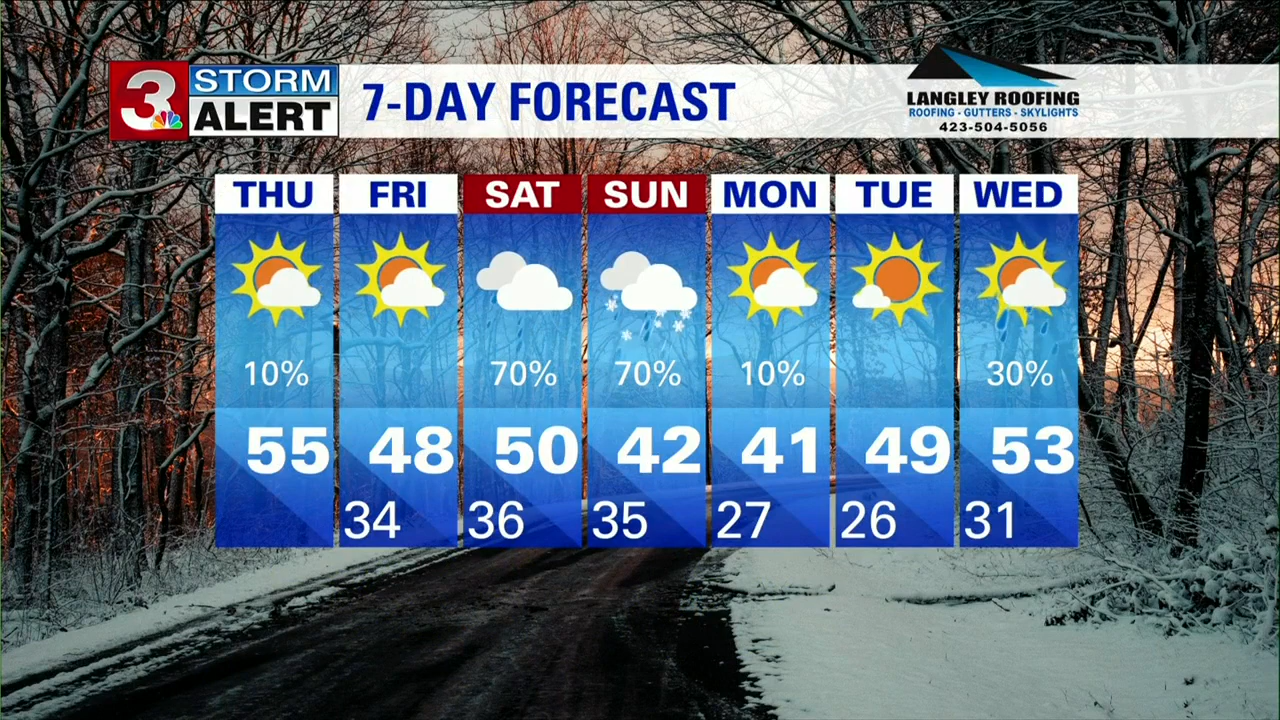 3 STORM ALERT
7-DAY FORECAST
LANGLEY ROOFING
ROOFING - GUTTERS - SKYLIGHTS
423-504-5056
THU FRI SAT SUN MON TUE WED
10% 70% 70% 10% 30%
55 48 50 42 41 49 53
34 36 35 27 26 31